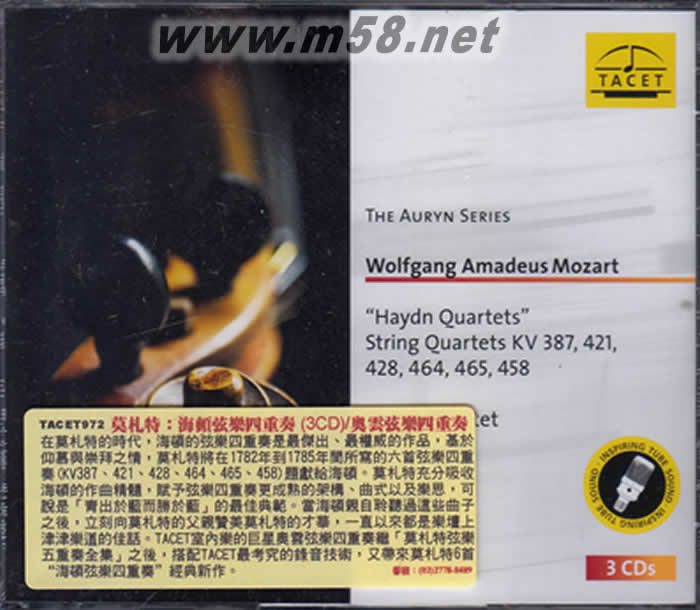 www.m58.net
TACET
THE AURYN SERIES
Wolfgang Amadeus Mozart
“Haydn Quartets”
String Quartets KV 387, 421,
428, 464, 465, 458
TACET972 莫札特：海頓弦樂四重奏 (3CD)/奧雲弦樂四重奏
在莫札特的時代，海頓的弦樂四重奏是最傑出、最權威的作品，基於
仰慕與崇拜之情，莫札特將在1782年到1785年間所寫的六首弦樂四重
奏(KV387、421、428、464、465、458)題獻給海頓。莫札特充分吸收
海頓的作曲精髓，賦予弦樂四重奏更成熟的架構、曲式以及樂思，可
說是「青出於藍而勝於藍」的最佳典範。當海頓親自聆聽過這些曲子
之後，立刻向莫札特的父親贊美莫札特的才華，一直以來都是樂壇上
津津樂道的佳話。TACET室內樂的巨星奧雲弦樂四重奏繼「莫札特弦樂
五重奏全集」之後，搭配TACET最考究的錄音技術，又帶來莫札特6首
“海頓弦樂四重奏”經典新作。
(02)2778-8489
INSPIRING TUBE SOUND
INSPIRING TUBE SOUND
3 CDs